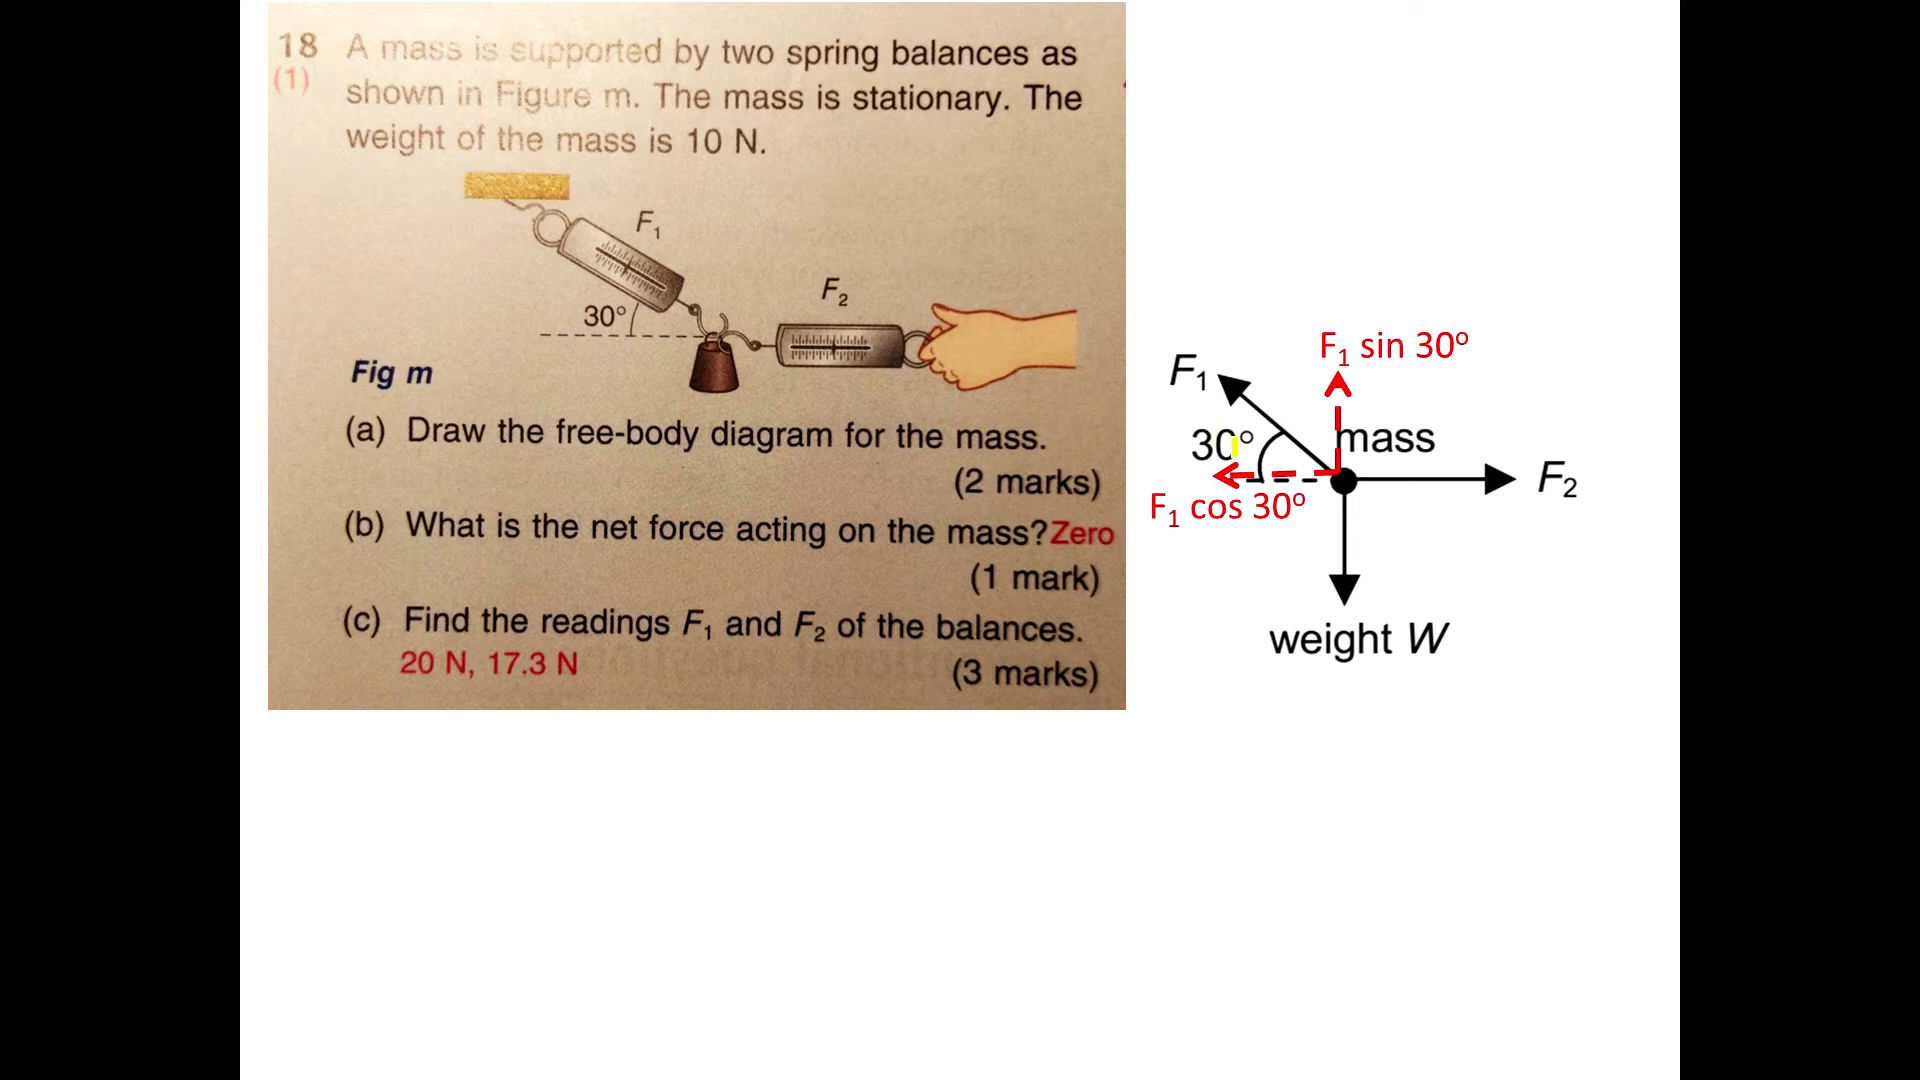 18 A mass is supported by two spring balances as
(1) shown in Figure m. The mass is stationary. The
weight of the mass is 10 N.
F₁
F₂
30°
Fig m
(a) Draw the free-body diagram for the mass.
(2 marks)
(b) What is the net force acting on the mass? Zero
(1 mark)
(c) Find the readings F₁ and F₂ of the balances.
20 N, 17.3 N (3 marks)
F₁ sin 30°
F₁
30°
mass
F₂
F₁ cos 30°
weight W